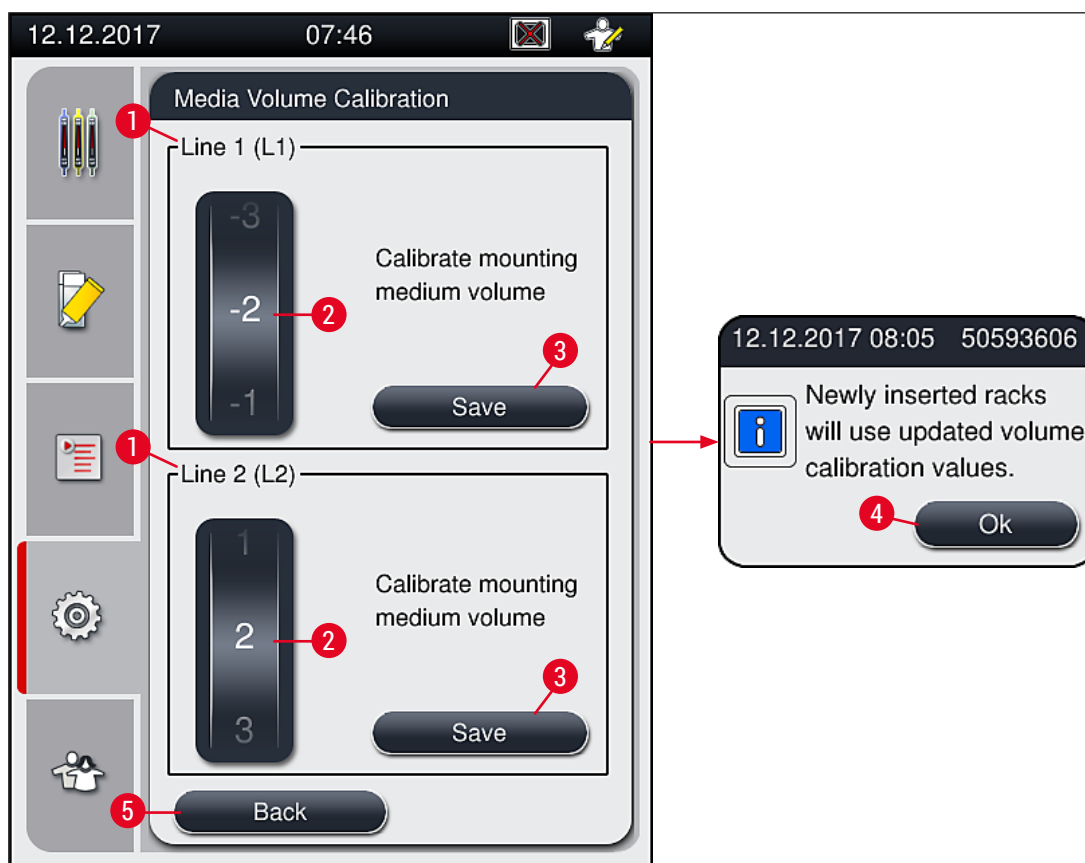 12.12.2017 07:46
Media Volume Calibration
1
Line 1 (L1)
-3
-2
-1
2
Calibrate mounting
medium volume
3
Save
1
Line 2 (L2)
1
2
3
2
Calibrate mounting
medium volume
3
Save
5
Back
12.12.2017 08:05 50593606
i
Newly inserted racks
will use updated volume
calibration values.
4
Ok